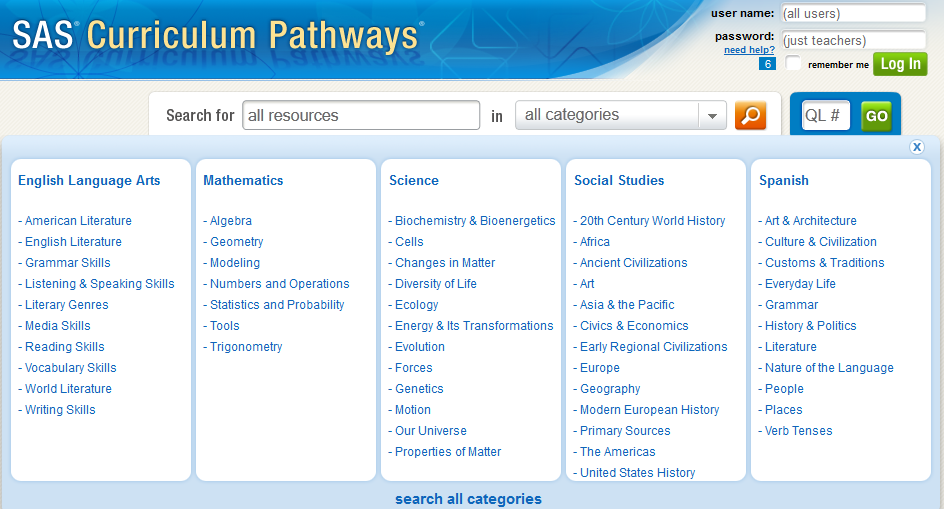 SAS® Curriculum Pathways®
user name: (all users)
password: (just teachers)
need help?
6 remember me Log In
Search for all resources in all categories QL # GO
x
English Language Arts
- American Literature
- English Literature
- Grammar Skills
- Listening & Speaking Skills
- Literary Genres
- Media Skills
- Reading Skills
- Vocabulary Skills
- World Literature
- Writing Skills
Mathematics
- Algebra
- Geometry
- Modeling
- Numbers and Operations
- Statistics and Probability
- Tools
- Trigonometry
Science
- Biochemistry & Bioenergetics
- Cells
- Changes in Matter
- Diversity of Life
- Ecology
- Energy & Its Transformations
- Evolution
- Forces
- Genetics
- Motion
- Our Universe
- Properties of Matter
Social Studies
- 20th Century World History
- Africa
- Ancient Civilizations
- Art
- Asia & the Pacific
- Civics & Economics
- Early Regional Civilizations
- Europe
- Geography
- Modern European History
- Primary Sources
- The Americas
- United States History
Spanish
- Art & Architecture
- Culture & Civilization
- Customs & Traditions
- Everyday Life
- Grammar
- History & Politics
- Literature
- Nature of the Language
- People
- Places
- Verb Tenses
search all categories